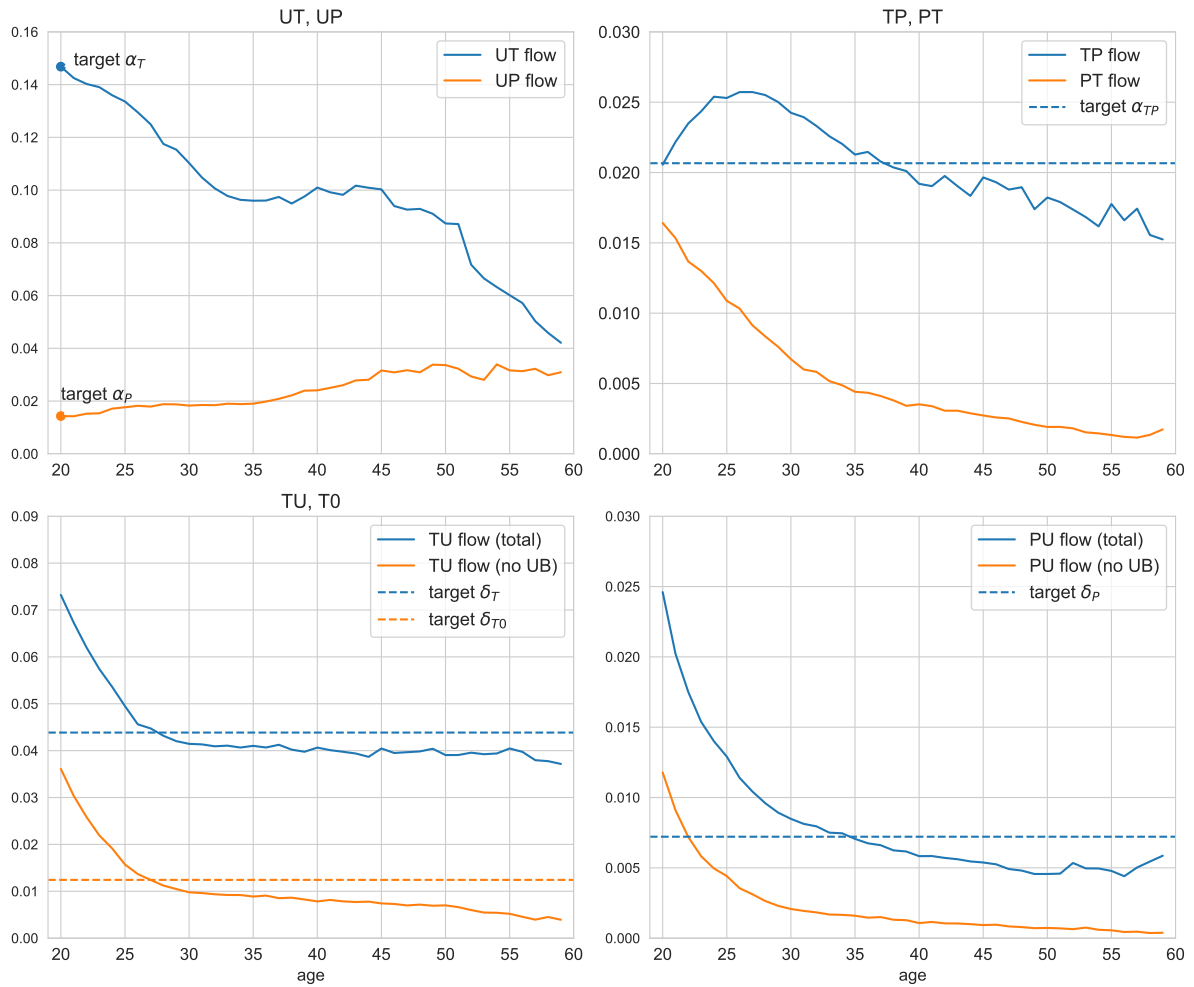 UT, UP
0.16
0.14
0.12
0.10
0.08
0.06
0.04
0.02
0.00
target α_T
target α_P
UT flow
UP flow
20 25 30 35 40 45 50 55 60
TP, PT
0.030
0.025
0.020
0.015
0.010
0.005
0.000
TP flow
PT flow
target α_TP
20 25 30 35 40 45 50 55 60
TU, T0
0.09
0.08
0.07
0.06
0.05
0.04
0.03
0.02
0.01
0.00
TU flow (total)
TU flow (no UB)
target δ_T
target δ_T0
20 25 30 35 40 45 50 55 60
age
0.030
0.025
0.020
0.015
0.010
0.005
0.000
PU flow (total)
PU flow (no UB)
target δ_P
20 25 30 35 40 45 50 55 60
age